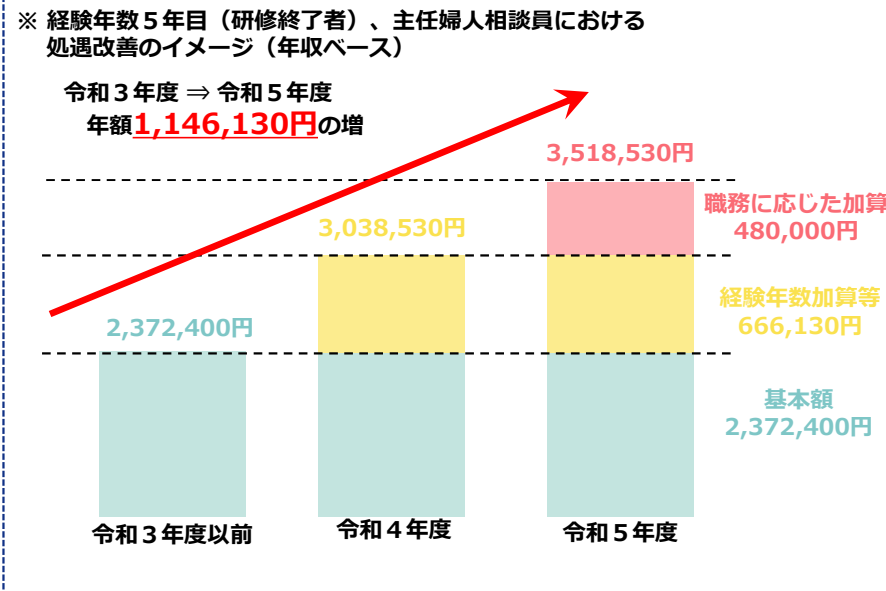 ※ 経験年数５年目（研修終了者）、主任婦人相談員における
処遇改善のイメージ（年収ベース）
令和３年度 ⇒ 令和５年度
年額1,146,130円の増
3,518,530円
職務に応じた加算
480,000円
3,038,530円
経験年数加算等
666,130円
2,372,400円
基本額
2,372,400円
令和３年度以前
令和４年度
令和５年度